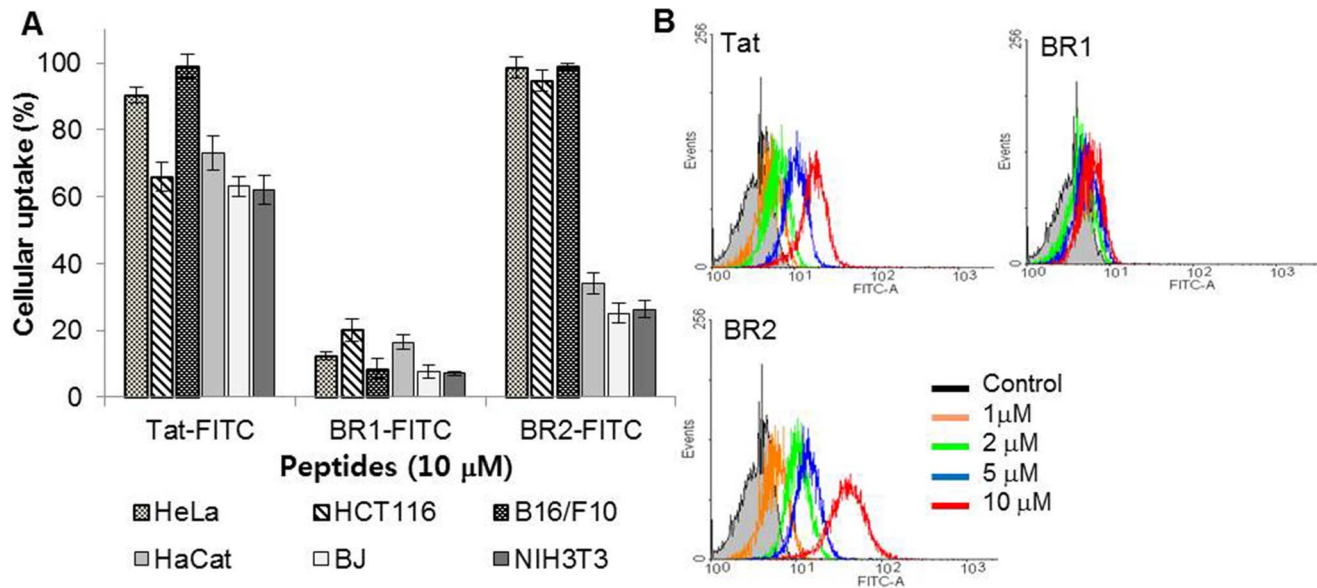 A
Cellular uptake (%)
100
80
60
40
20
0
Tat-FITC
BR1-FITC
BR2-FITC
Peptides (10 μM)
HeLa
HCT116
B16/F10
HaCat
BJ
NIH3T3
B
Tat
256
Events
0
10⁰
10¹
10²
10³
FITC-A
BR1
256
Events
0
10⁰
10¹
10²
10³
FITC-A
BR2
256
Events
0
10⁰
10¹
10²
10³
FITC-A
Control
1μM
2 μM
5 μM
10 μM